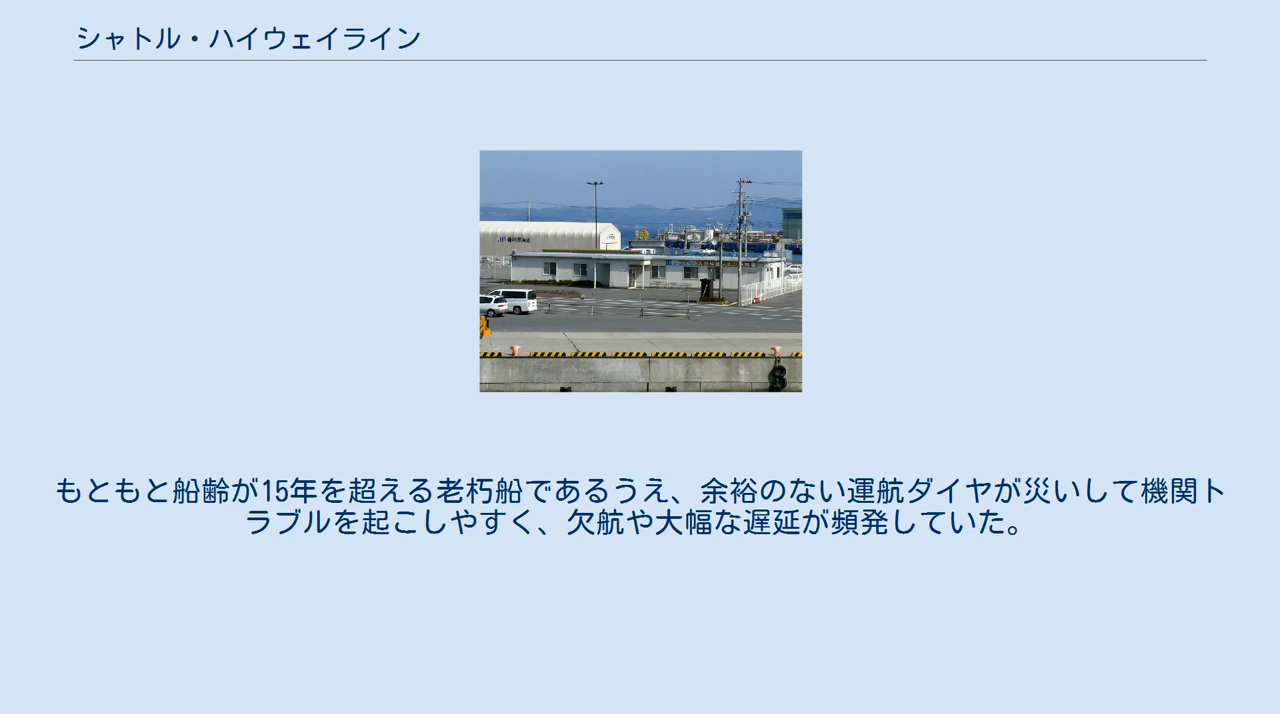 シャトル・ハイウェイライン
もともと船齢が15年を超える老朽船であるうえ、余裕のない運航ダイヤが災いして機関ト
ラブルを起こしやすく、欠航や大幅な遅延が頻発していた。